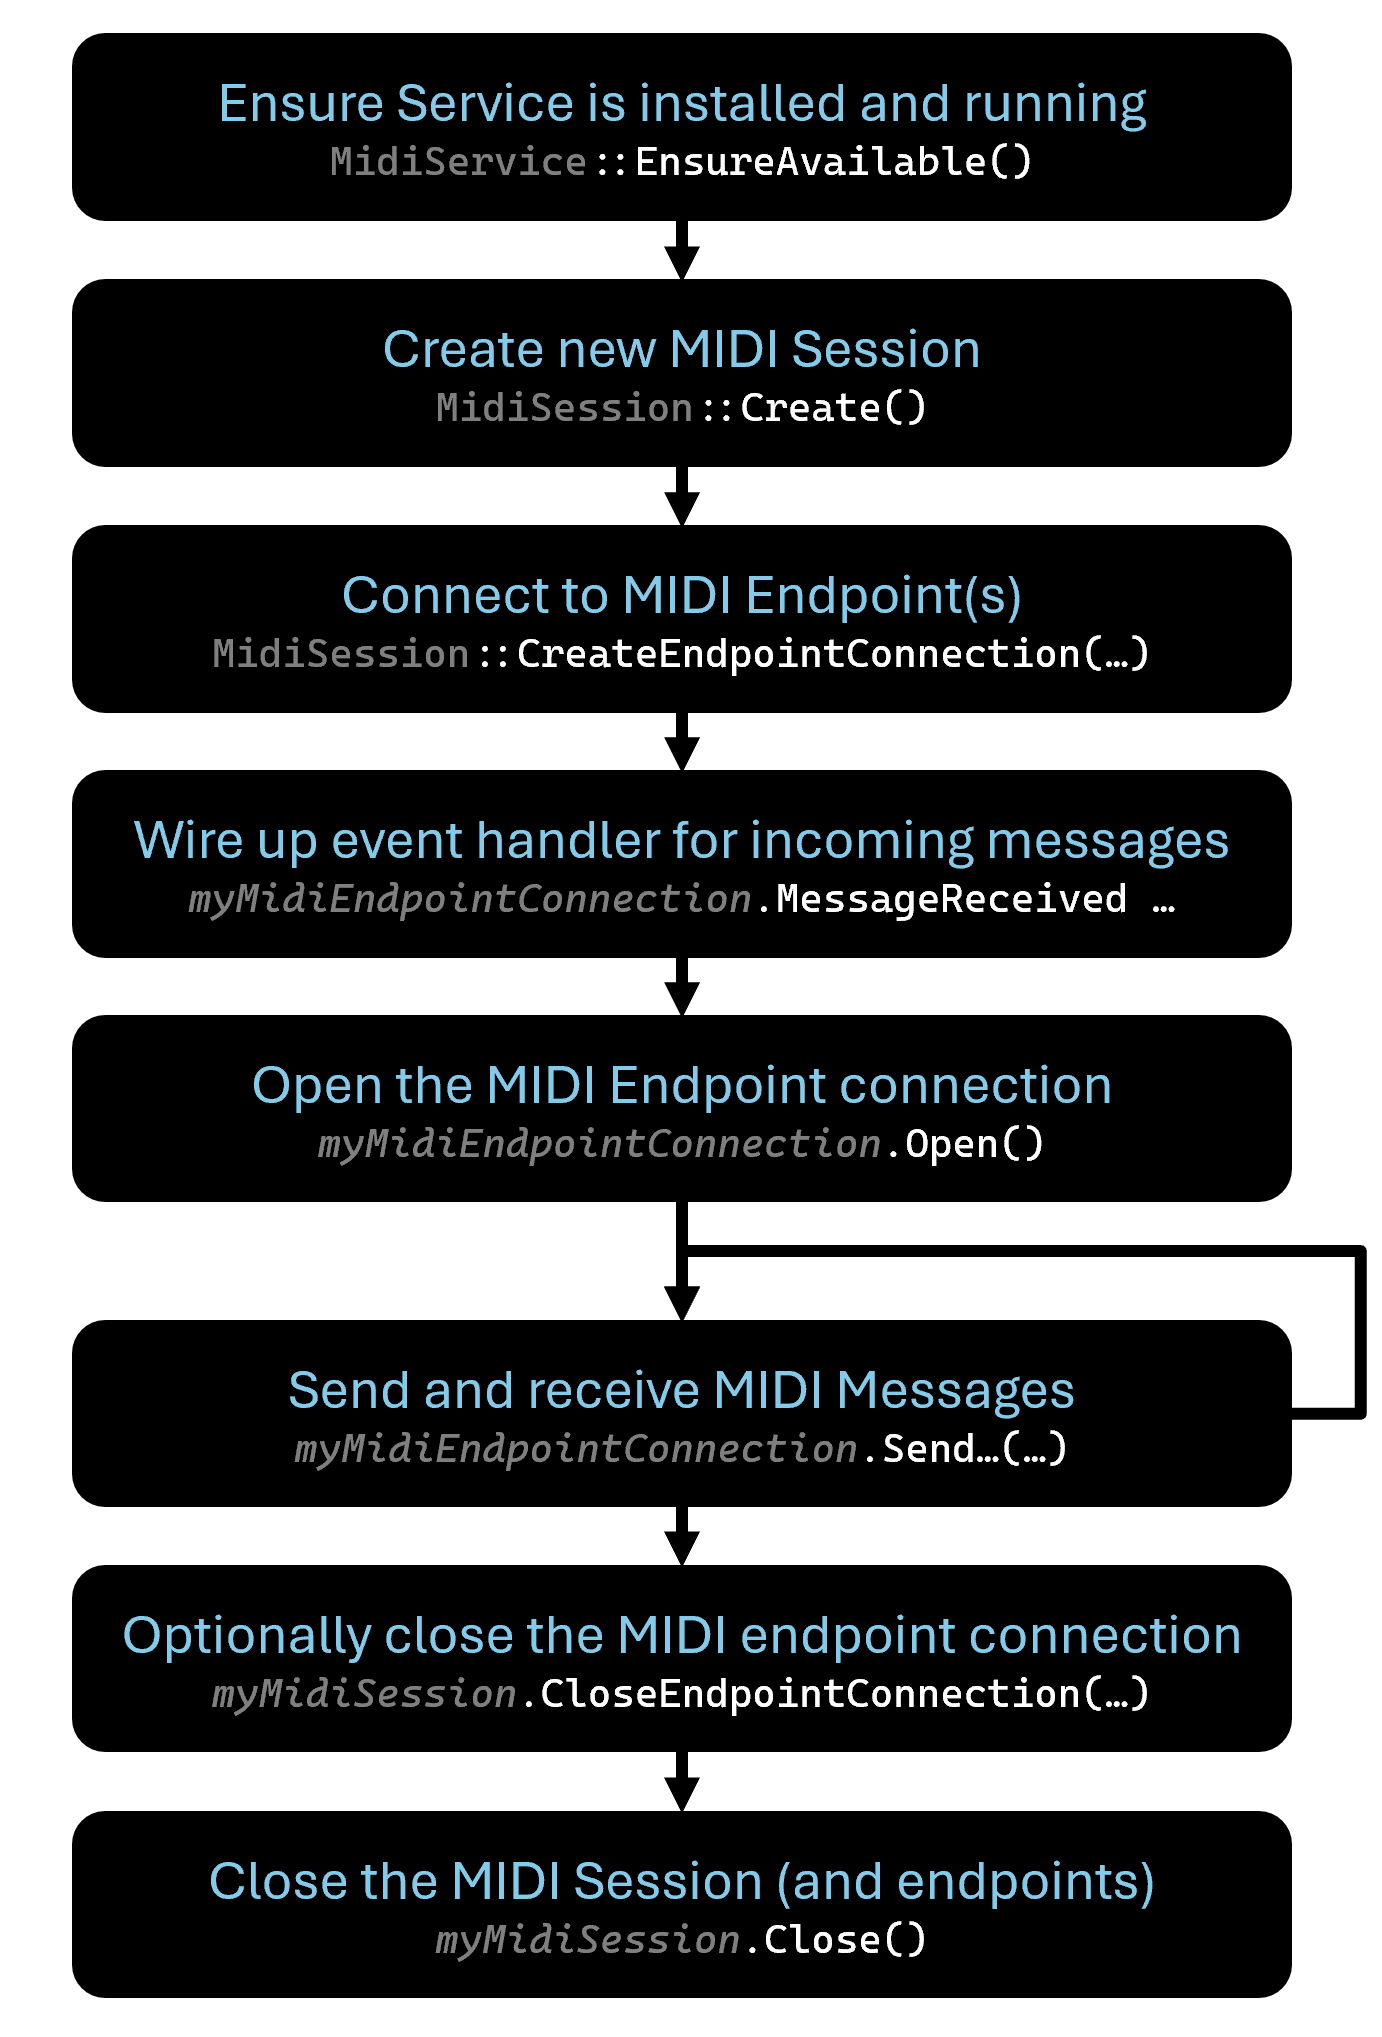 Ensure Service is installed and running
MidiService::EnsureAvailable()
Create new MIDI Session
MidiSession::Create()
Connect to MIDI Endpoint(s)
MidiSession::CreateEndpointConnection(…)
Wire up event handler for incoming messages
myMidiEndpointConnection.MessageReceived …
Open the MIDI Endpoint connection
myMidiEndpointConnection.Open()
Send and receive MIDI Messages
myMidiEndpointConnection.Send…(…)
Optionally close the MIDI endpoint connection
myMidiSession.CloseEndpointConnection(…)
Close the MIDI Session (and endpoints)
myMidiSession.Close()